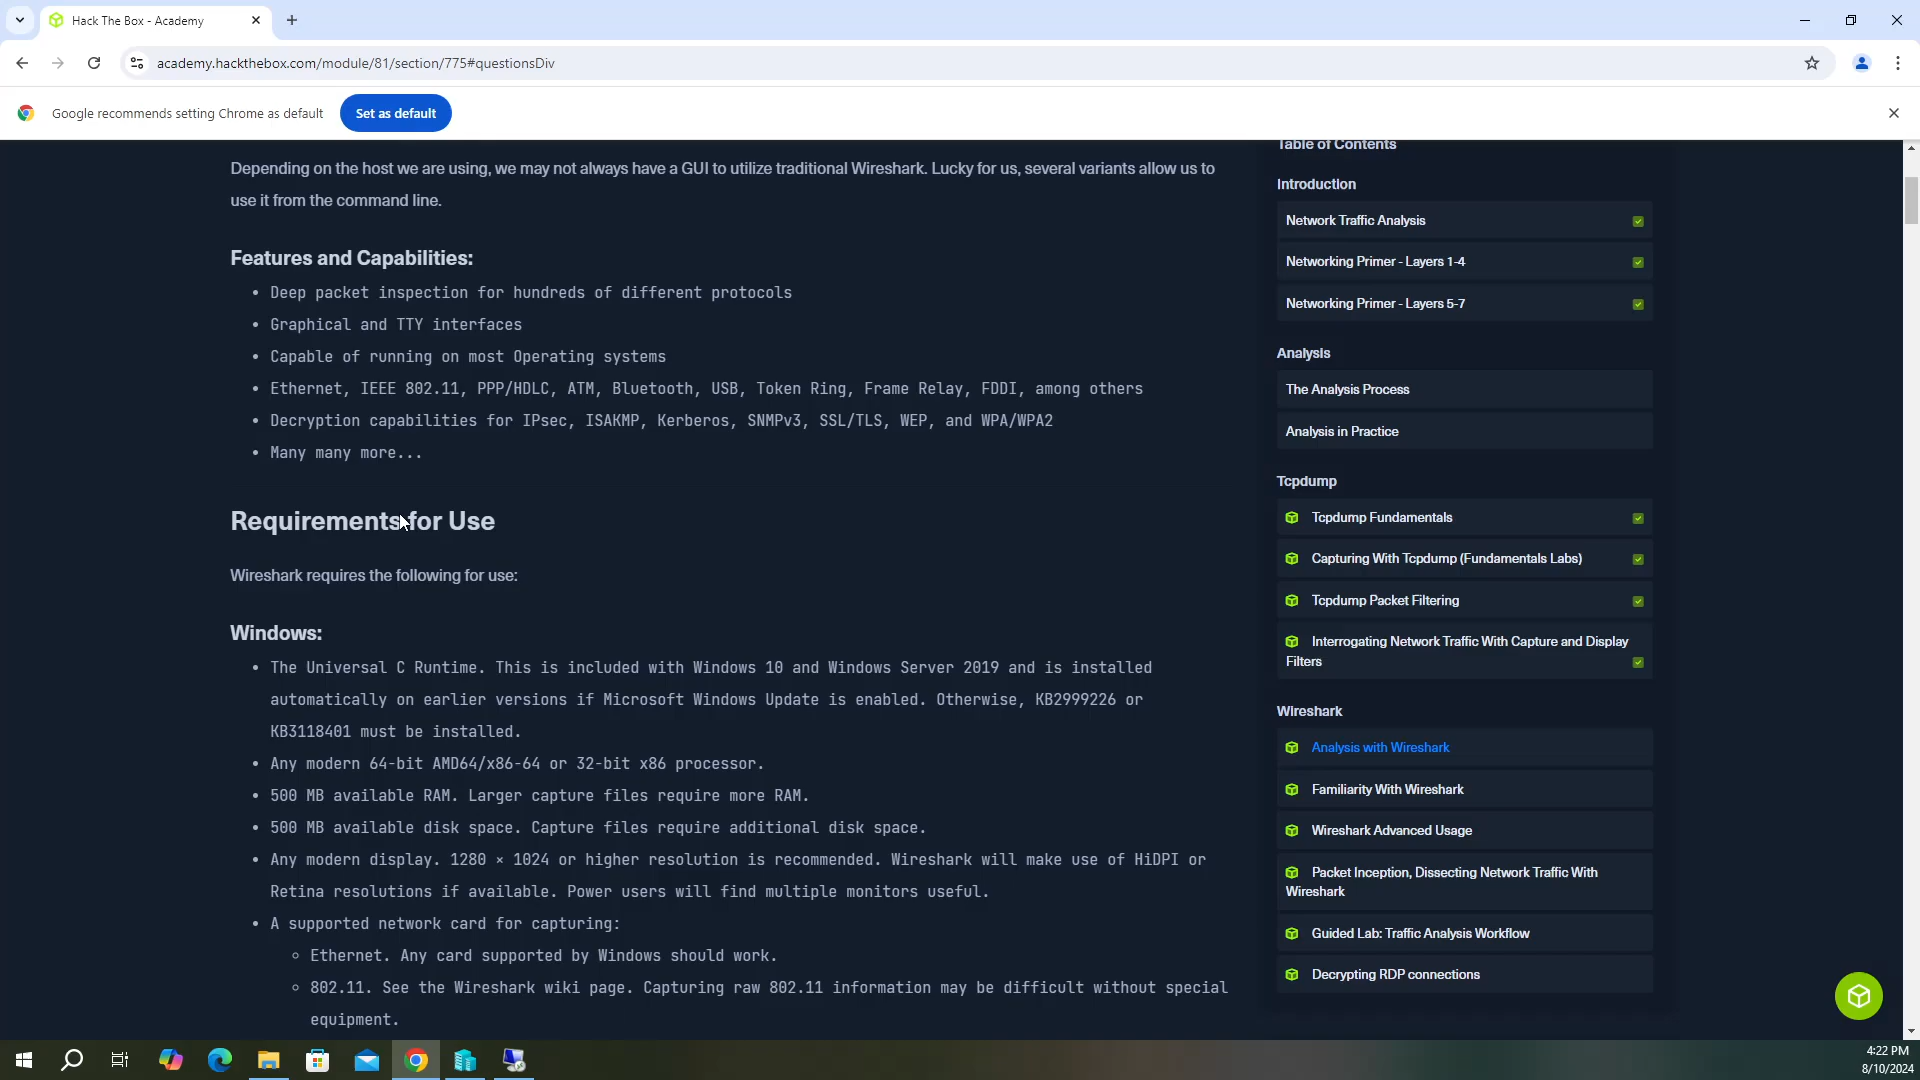 Hack The Box - Academy
academy.hackthebox.com/module/81/section/775#questionsDiv
Google recommends setting Chrome as default
Set as default
Depending on the host we are using, we may not always have a GUI to utilize traditional Wireshark. Lucky for us, several variants allow us to
use it from the command line.
Features and Capabilities:
• Deep packet inspection for hundreds of different protocols
• Graphical and TTY interfaces
• Capable of running on most Operating systems
• Ethernet, IEEE 802.11, PPP/HDLC, ATM, Bluetooth, USB, Token Ring, Frame Relay, FDDI, among others
• Decryption capabilities for IPsec, ISAKMP, Kerberos, SNMPv3, SSL/TLS, WEP, and WPA/WPA2
• Many many more...
Requirements for Use
Wireshark requires the following for use:
Windows:
• The Universal C Runtime. This is included with Windows 10 and Windows Server 2019 and is installed
automatically on earlier versions if Microsoft Windows Update is enabled. Otherwise, KB2999226 or
KB3118401 must be installed.
• Any modern 64-bit AMD64/x86-64 or 32-bit x86 processor.
• 500 MB available RAM. Larger capture files require more RAM.
• 500 MB available disk space. Capture files require additional disk space.
• Any modern display. 1280 × 1024 or higher resolution is recommended. Wireshark will make use of HiDPI or
Retina resolutions if available. Power users will find multiple monitors useful.
• A supported network card for capturing:
◦ Ethernet. Any card supported by Windows should work.
◦ 802.11. See the Wireshark wiki page. Capturing raw 802.11 information may be difficult without special
equipment.
Table of Contents
Introduction
Network Traffic Analysis
Networking Primer - Layers 1-4
Networking Primer - Layers 5-7
Analysis
The Analysis Process
Analysis in Practice
Tcpdump
Tcpdump Fundamentals
Capturing With Tcpdump (Fundamentals Labs)
Tcpdump Packet Filtering
Interrogating Network Traffic With Capture and Display
Filters
Wireshark
Analysis with Wireshark
Familiarity With Wireshark
Wireshark Advanced Usage
Packet Inception, Dissecting Network Traffic With
Wireshark
Guided Lab: Traffic Analysis Workflow
Decrypting RDP connections
4:22 PM
8/10/2024